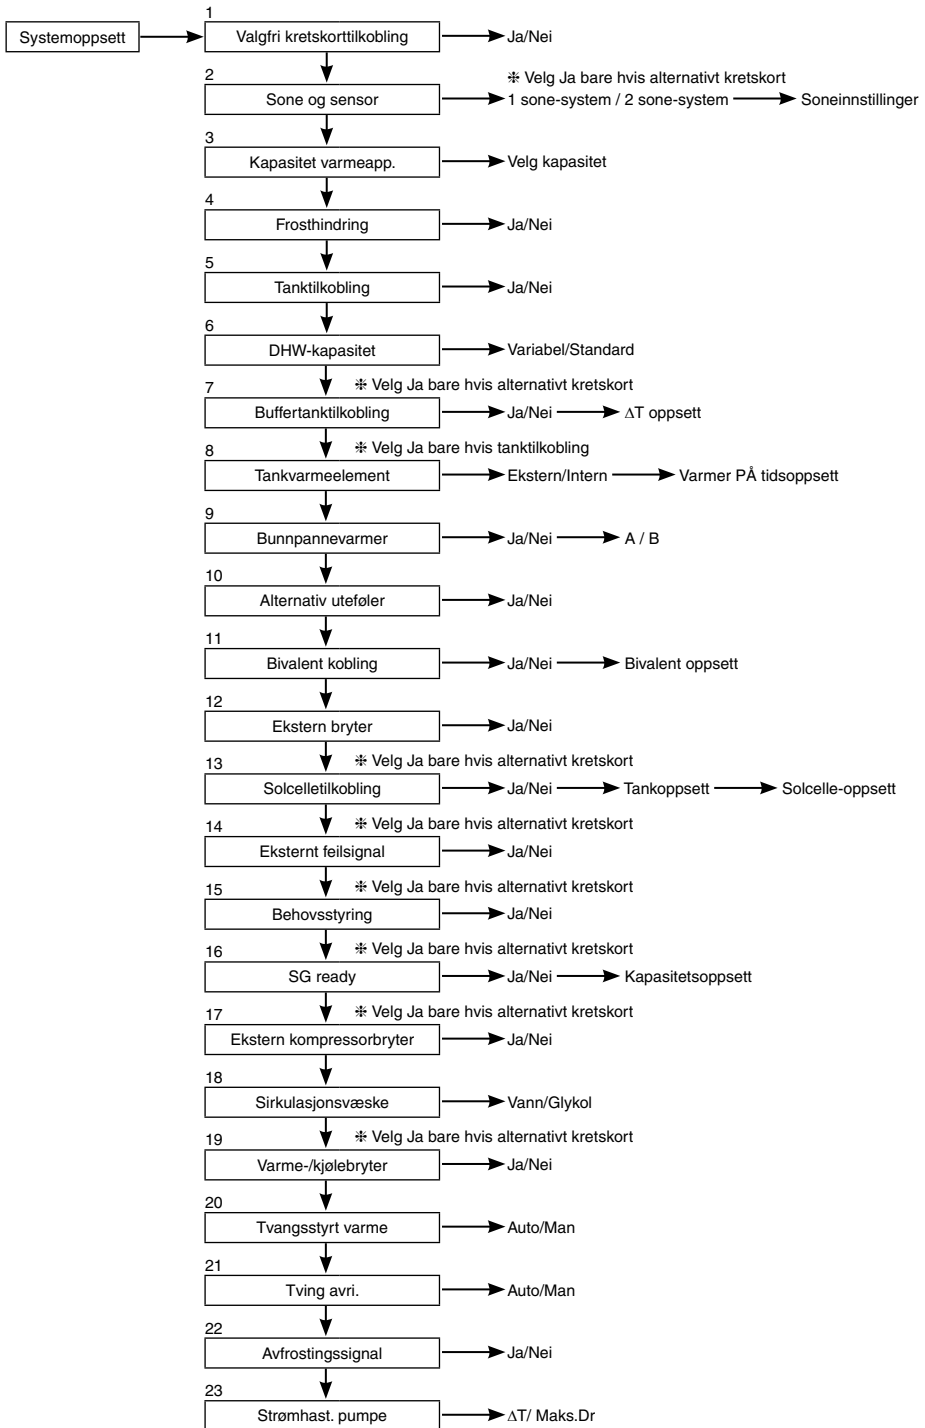 1
Systemoppsett Valgfri kretskorttilkobling Ja/Nei
2 ❉ Velg Ja bare hvis alternativt kretskort
Sone og sensor 1 sone-system / 2 sone-system Soneinnstillinger
3
Kapasitet varmeapp. Velg kapasitet
4
Frosthindring Ja/Nei
5
Tanktilkobling Ja/Nei
6
DHW-kapasitet Variabel/Standard
7 ❉ Velg Ja bare hvis alternativt kretskort
Buffertanktilkobling Ja/Nei ∆T oppsett
8 ❉ Velg Ja bare hvis tanktilkobling
Tankvarmeelement Ekstern/Intern Varmer PÅ tidsoppsett
9
Bunnpannevarmer Ja/Nei A / B
10
Alternativ uteføler Ja/Nei
11
Bivalent kobling Ja/Nei Bivalent oppsett
12
Ekstern bryter Ja/Nei
13 ❉ Velg Ja bare hvis alternativt kretskort
Solcelletilkobling Ja/Nei Tankoppsett Solcelle-oppsett
14 ❉ Velg Ja bare hvis alternativt kretskort
Eksternt feilsignal Ja/Nei
15 ❉ Velg Ja bare hvis alternativt kretskort
Behovsstyring Ja/Nei
16 ❉ Velg Ja bare hvis alternativt kretskort
SG ready Ja/Nei Kapasitetsoppsett
17 ❉ Velg Ja bare hvis alternativt kretskort
Ekstern kompressorbryter Ja/Nei
18
Sirkulasjonsvæske Vann/Glykol
19 ❉ Velg Ja bare hvis alternativt kretskort
Varme-/kjølebryter Ja/Nei
20
Tvangsstyrt varme Auto/Man
21
Tving avri. Auto/Man
22
Avfrostingssignal Ja/Nei
23
Strømhast. pumpe ∆T/ Maks.Dr